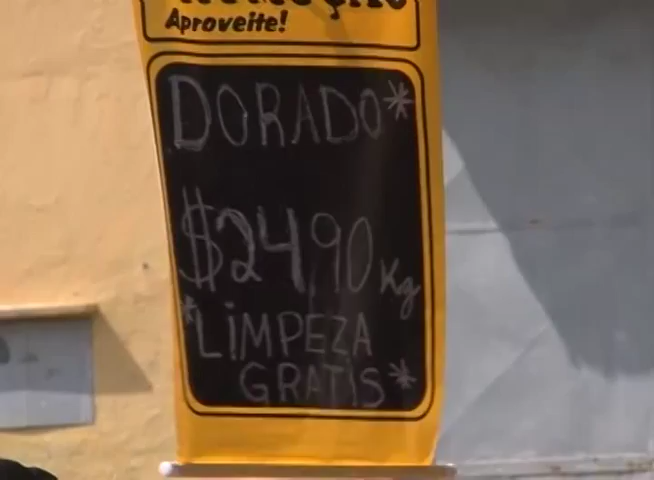 Aproveite!
DORADO*
$24,90 Kg
*LIMPEZA
GRATIS*